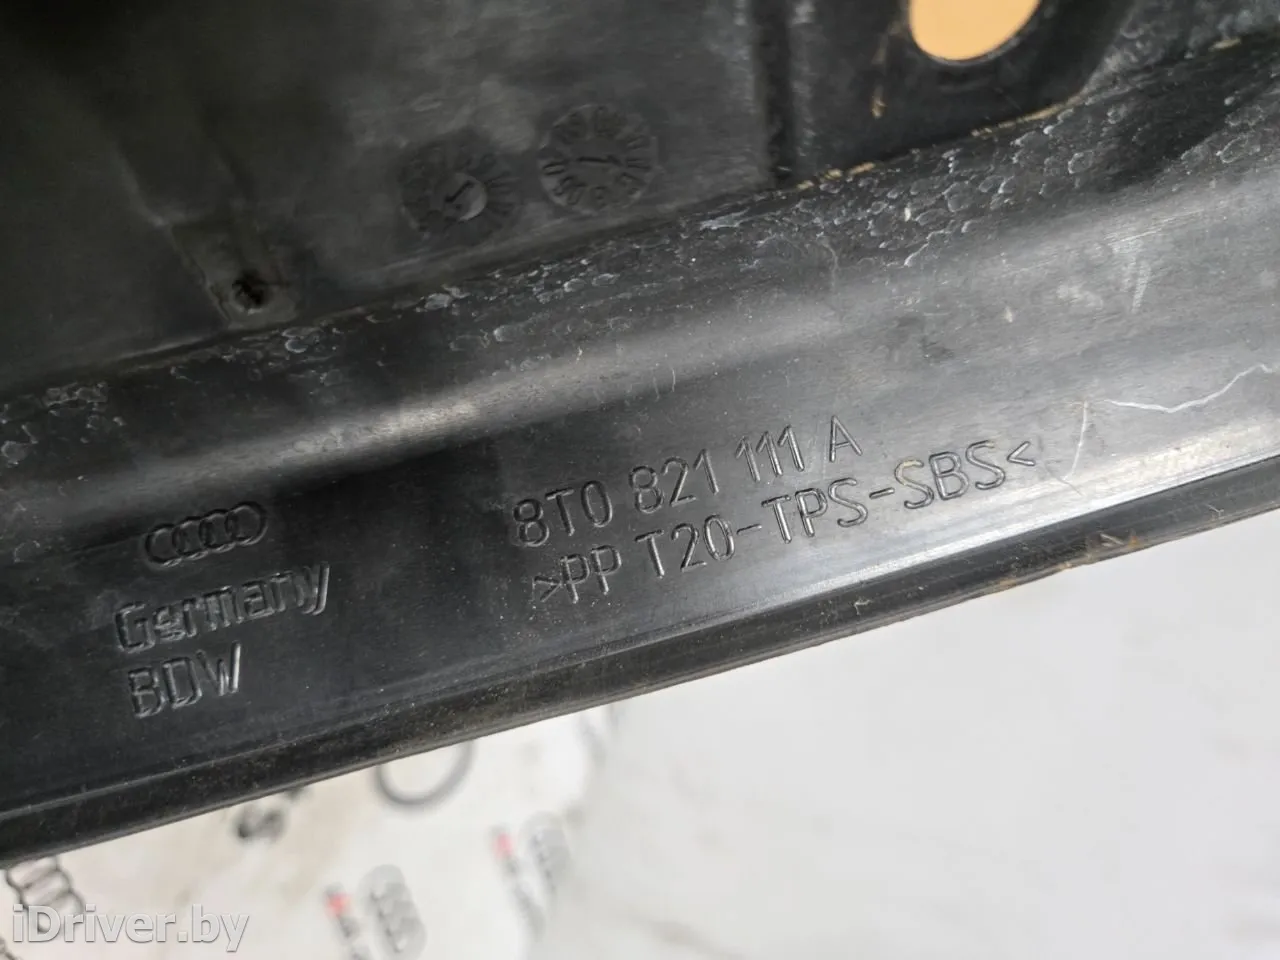 8T0 821 111 A
>PP T20-TPS-SBS<
Germany
BDW
iDriver.by